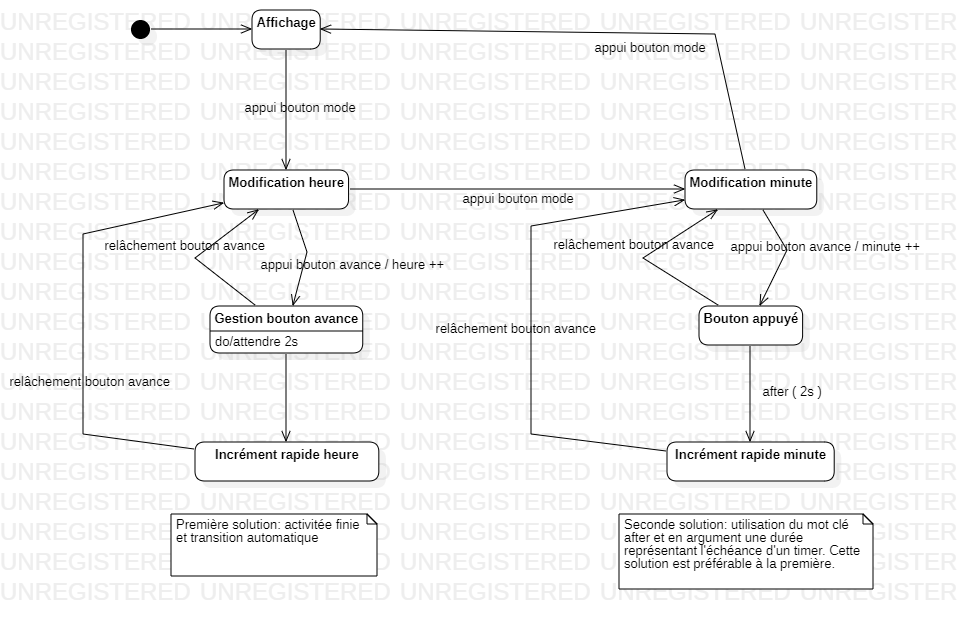 Affichage
appui bouton mode
appui bouton mode
Modification heure
Modification minute
appui bouton mode
relâchement bouton avance
appui bouton avance / heure ++
relâchement bouton avance
appui bouton avance / minute ++
Gestion bouton avance
do/attendre 2s
Bouton appuyé
relâchement bouton avance
relâchement bouton avance
after ( 2s )
Incrément rapide heure
Incrément rapide minute
Première solution: activitée finie
et transition automatique
Seconde solution: utilisation du mot clé
after et en argument une durée
représentant l'échéance d'un timer. Cette
solution est préférable à la première.
UNREGISTERED